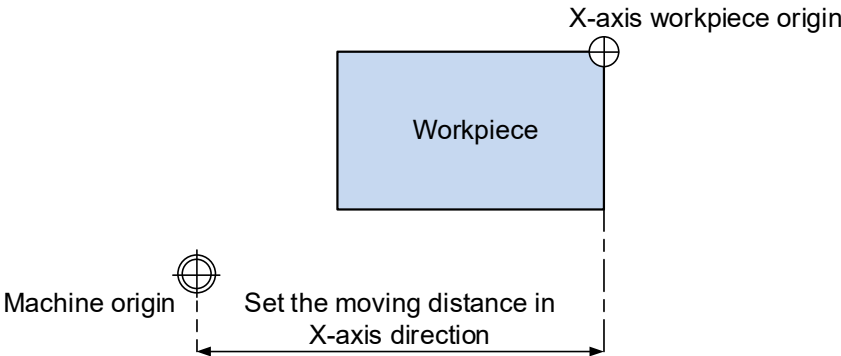 X-axis workpiece origin
Workpiece
Machine origin
Set the moving distance in
X-axis direction